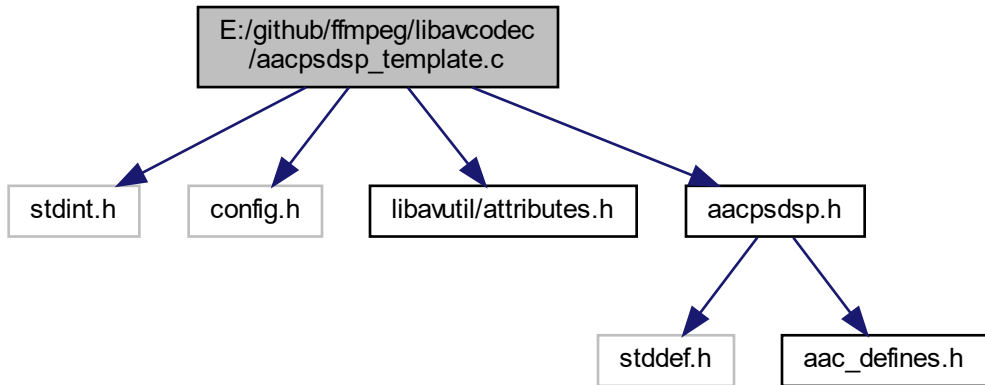 E:/github/ffmpeg/libavcodec
/aacpsdsp_template.c
stdint.h
config.h
libavutil/attributes.h
aacpsdsp.h
stddef.h
aac_defines.h